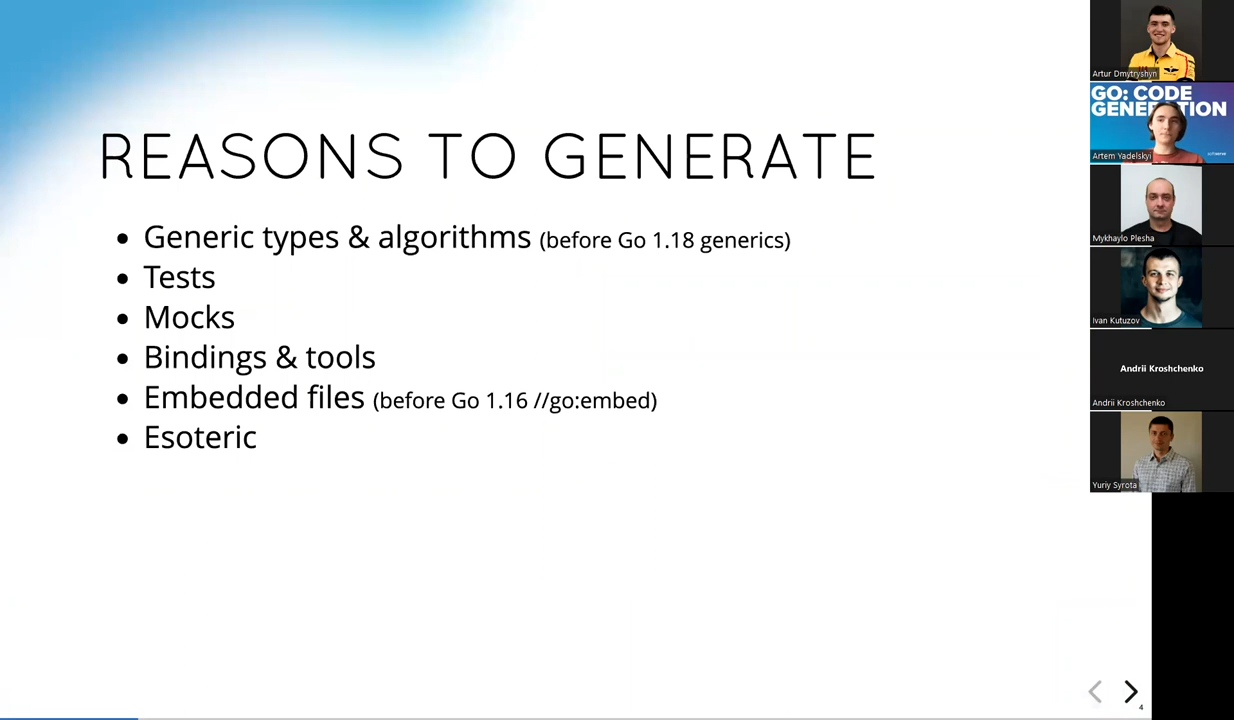 REASONS TO GENERATE
• Generic types & algorithms (before Go 1.18 generics)
• Tests
• Mocks
• Bindings & tools
• Embedded files (before Go 1.16 //go:embed)
• Esoteric
4
Artur Dmytryshyn
GO: CODE
GENERATION
Artem Yadelskyi
softserve
Mykhaylo Plesha
Ivan Kutuzov
Andrii Kroshchenko
Andrii Kroshchenko
Yuriy Syrota